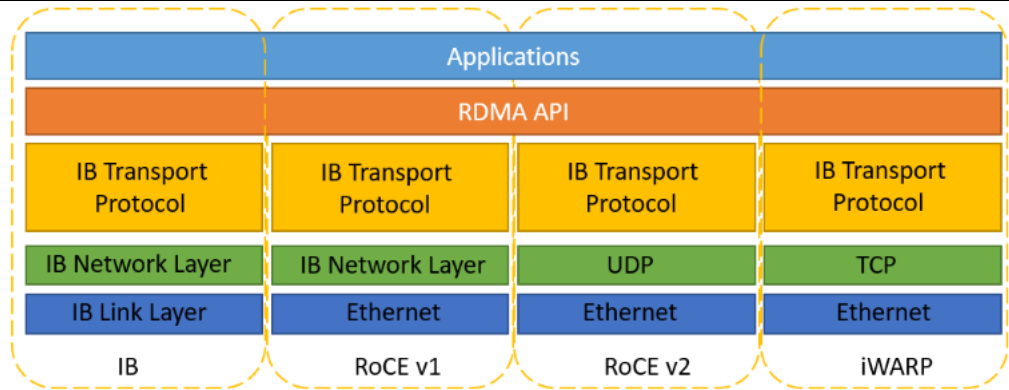 Applications
RDMA API
IB Transport
Protocol
IB Transport
Protocol
IB Transport
Protocol
IB Transport
Protocol
IB Network Layer
IB Network Layer
UDP
TCP
IB Link Layer
Ethernet
Ethernet
Ethernet
IB
RoCE v1
RoCE v2
iWARP